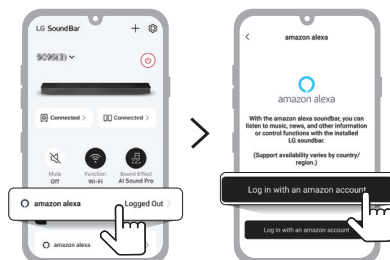 LG SoundBar
Connected
Connected
Mute
Off
Function
Wi-Fi
Sound Effect
AI Sound Pro
amazon alexa
Logged Out
amazon alexa
amazon alexa
amazon alexa
With the amazon alexa soundbar, you can
listen to music, news, and other information
or control functions with the installed
LG soundbar.
(Support availability varies by country/
region.)
Log in with an amazon account
Log in with an amazon account